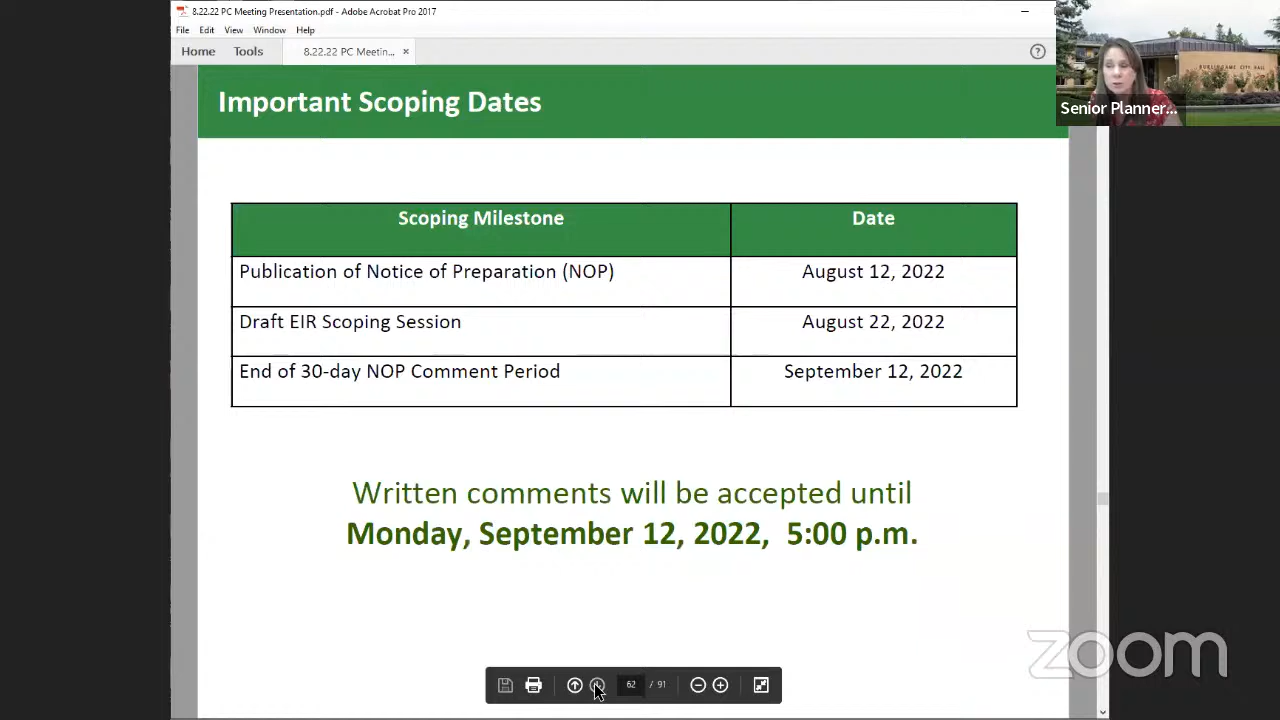 8.22.22 PC Meeting Presentation.pdf - Adobe Acrobat Pro 2017
File Edit View Window Help
Home Tools 8.22.22 PC Meetin... ×
Important Scoping Dates
Scoping Milestone Date
Publication of Notice of Preparation (NOP) August 12, 2022
Draft EIR Scoping Session August 22, 2022
End of 30-day NOP Comment Period September 12, 2022
Written comments will be accepted until
Monday, September 12, 2022, 5:00 p.m.
62 / 91
BURLINGAME CITY HALL
Senior Planner...
zoom